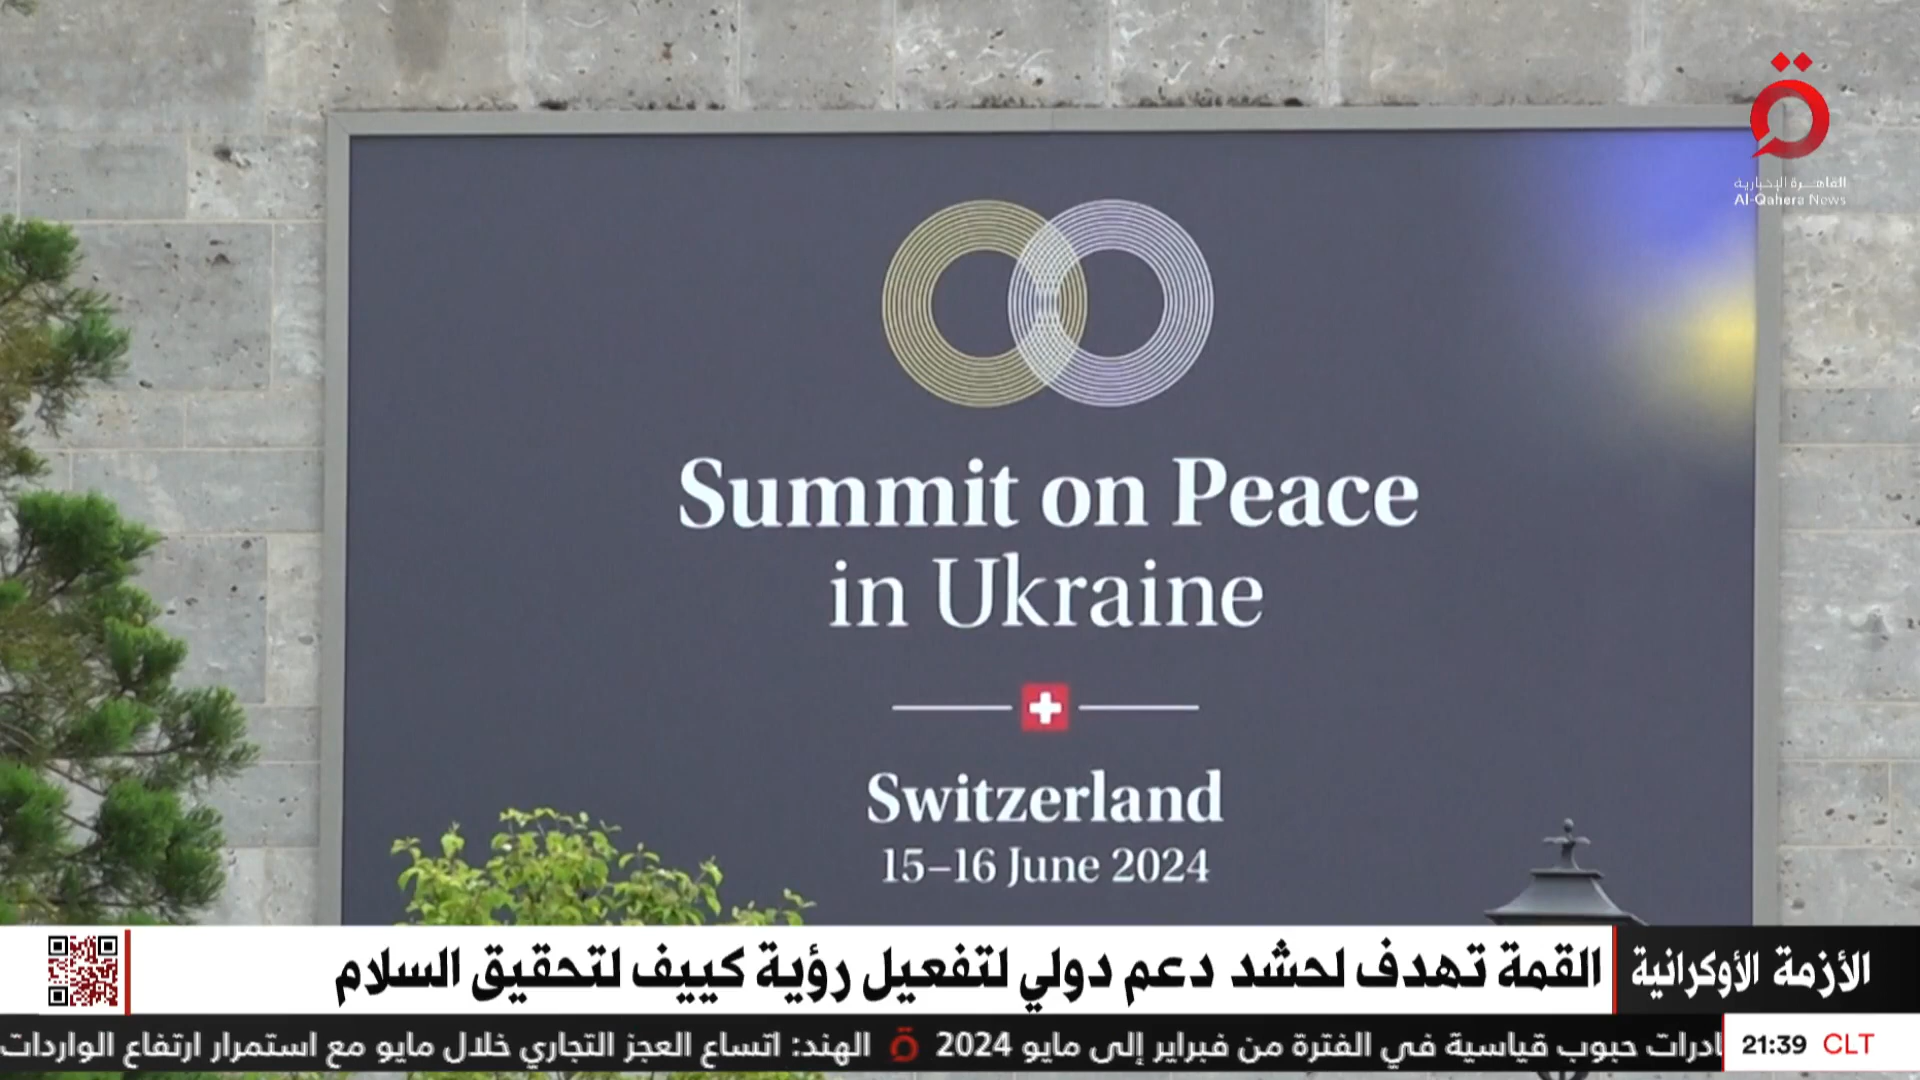 القاهرة الإخبارية
Al-Qahera News
Summit on Peace
in Ukraine
Switzerland
15–16 June 2024
الأزمة الأوكرانية
القمة تهدف لحشد دعم دولي لتفعيل رؤية كييف لتحقيق السلام
21:39 CLT
حبوب قياسية في الفترة من فبراير إلى مايو 2024 الهند: اتساع العجز التجاري خلال مايو مع استمرار ارتفاع الواردات